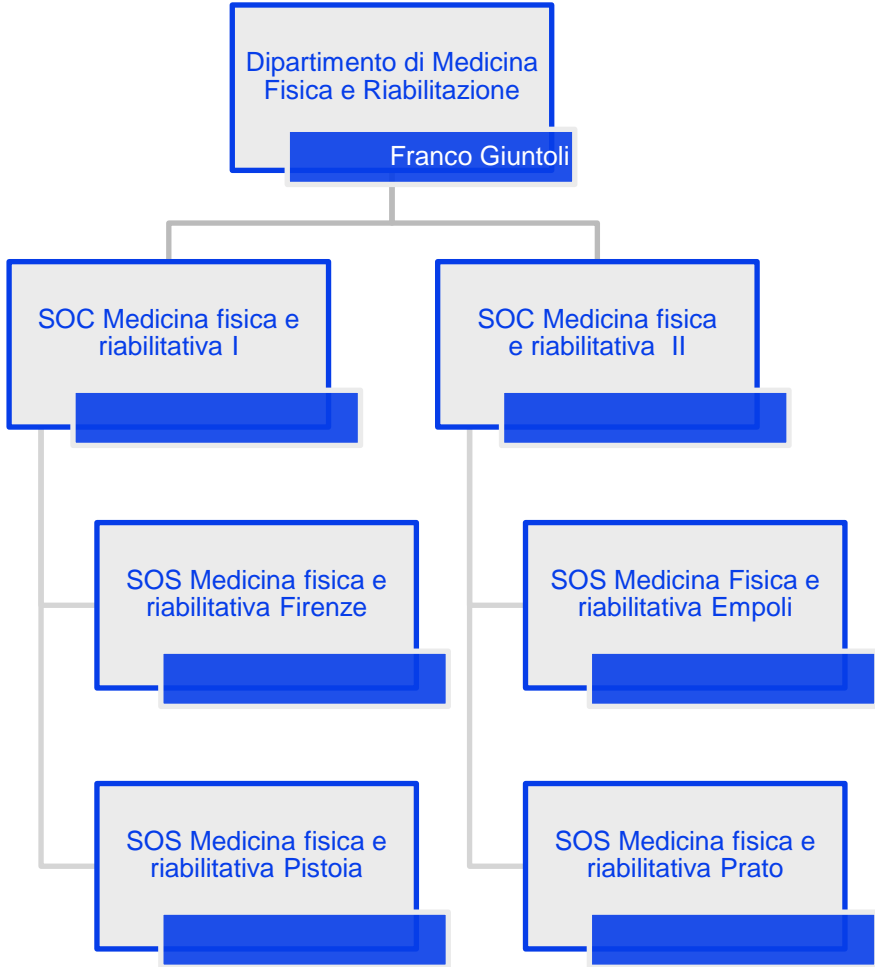 Dipartimento di Medicina
Fisica e Riabilitazione
Franco Giuntoli
SOC Medicina fisica e
riabilitativa I
SOC Medicina fisica
e riabilitativa II
SOS Medicina fisica e
riabilitativa Firenze
SOS Medicina Fisica e
riabilitativa Empoli
SOS Medicina fisica e
riabilitativa Pistoia
SOS Medicina fisica e
riabilitativa Prato